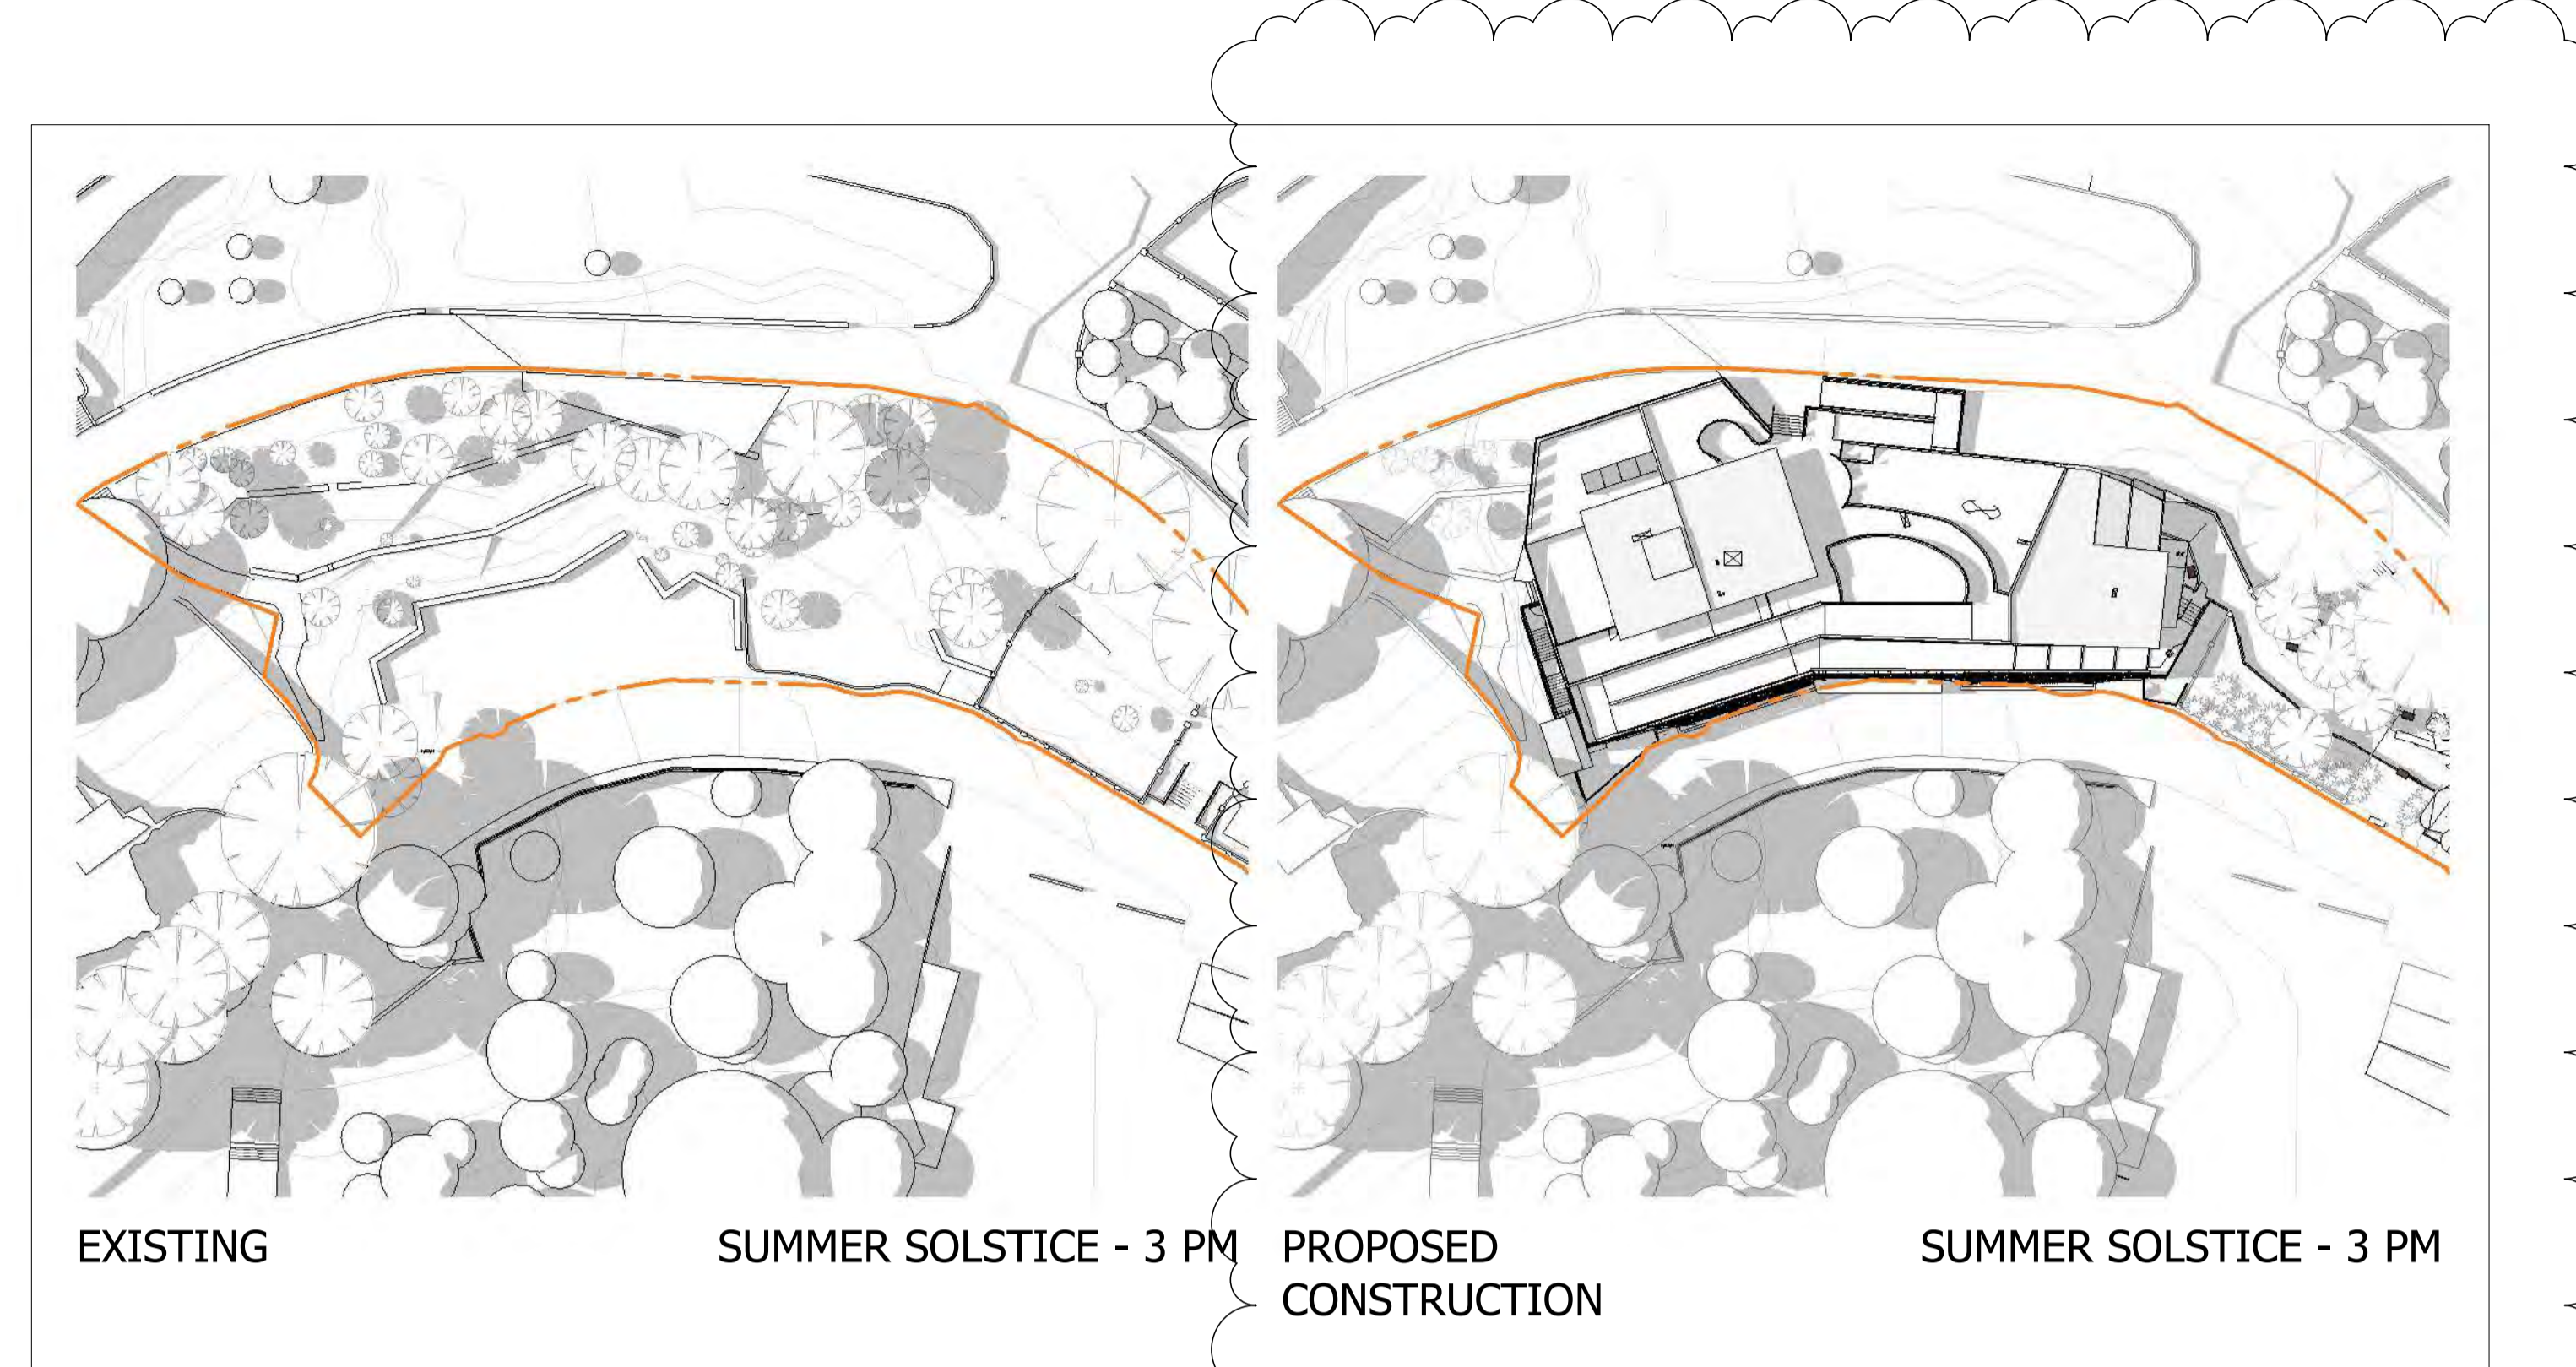 EXISTING
SUMMER SOLSTICE - 3 PM
PROPOSED
CONSTRUCTION
SUMMER SOLSTICE - 3 PM